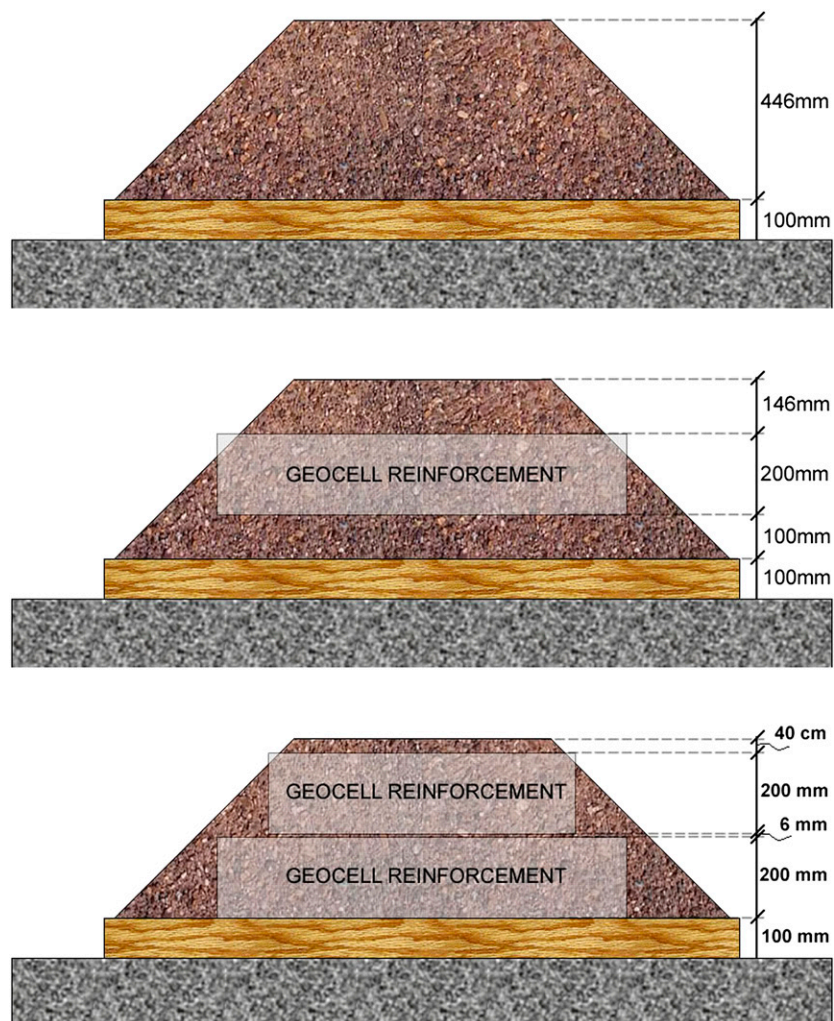 446mm
100mm
146mm
GEOCELL REINFORCEMENT
200mm
100mm
100mm
40 cm
GEOCELL REINFORCEMENT
200 mm
6 mm
GEOCELL REINFORCEMENT
200 mm
100 mm